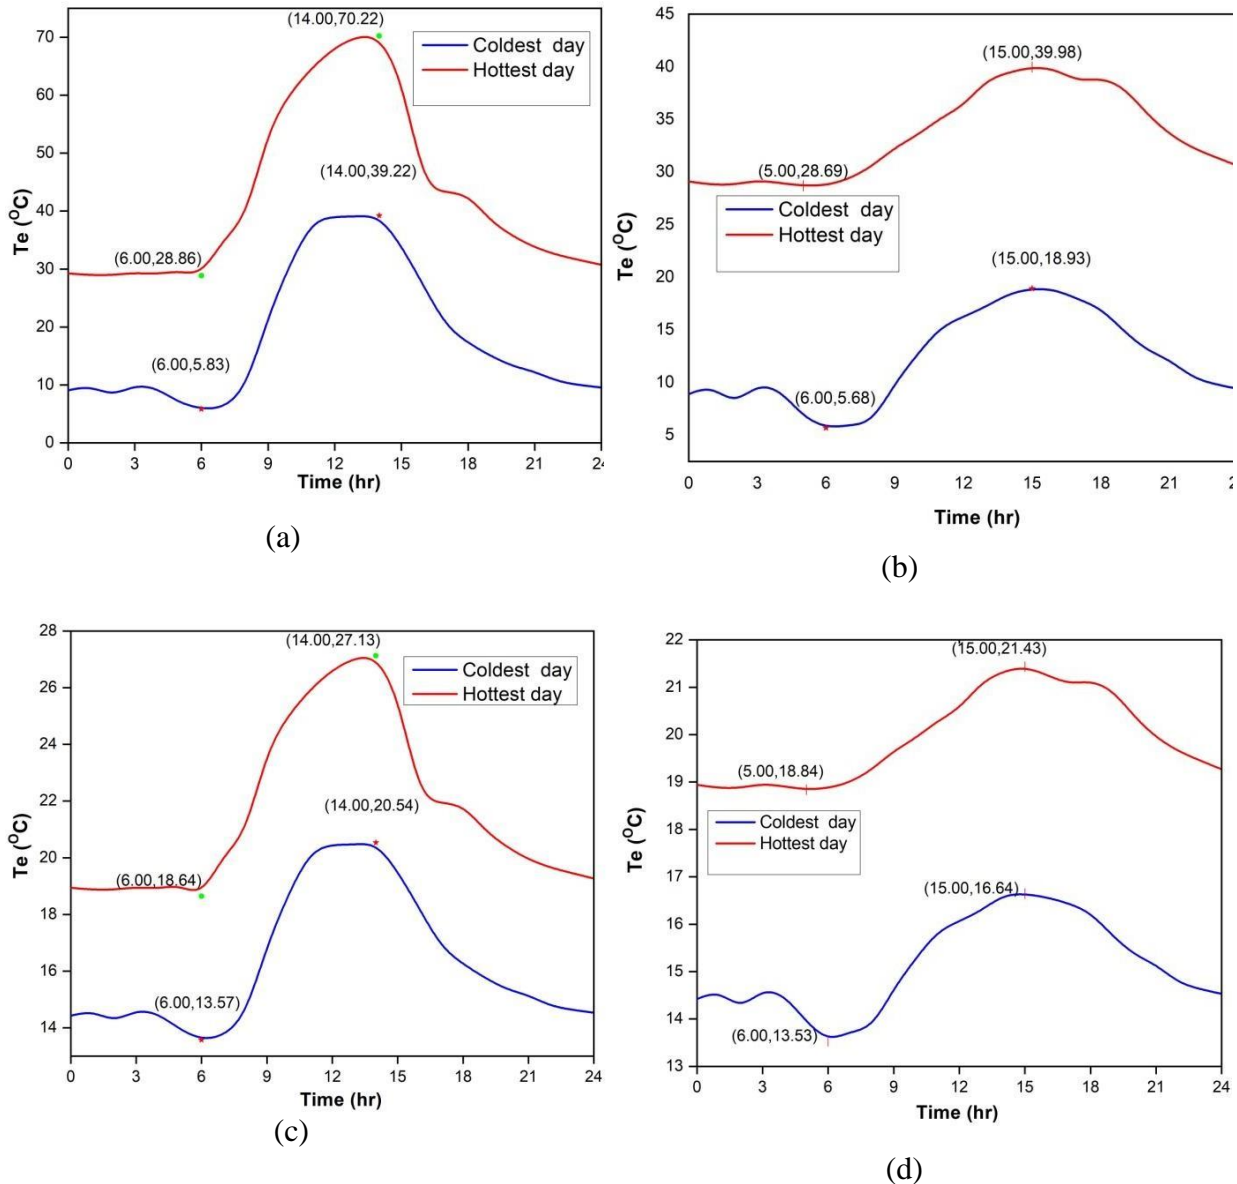 (14.00,70.22)
70
60
50
40
30
20
10
0
Te (OC)
Coldest day
Hottest day
(14.00,39.22)
(6.00,28.86)
(6.00,5.83)
0 3 6 9 12 15 18 21 24
Time (hr)
(a)
45
40
35
30
25
20
15
10
5
Te (OC)
(15.00,39.98)
(5.00,28.69)
Coldest day
Hottest day
(15.00,18.93)
(6.00,5.68)
0 3 6 9 12 15 18 21
Time (hr)
(b)
28
26
24
22
20
18
16
14
Te (OC)
(14.00,27.13)
Coldest day
Hottest day
(14.00,20.54)
(6.00,18.64)
(6.00,13.57)
0 3 6 9 12 15 18 21 24
Time (hr)
(c)
22
21
20
19
18
17
16
15
14
13
Te (OC)
(15.00,21.43)
(5.00,18.84)
Coldest day
Hottest day
(15.00,16.64)
(6.00,13.53)
0 3 6 9 12 15 18 21 24
Time (hr)
(d)